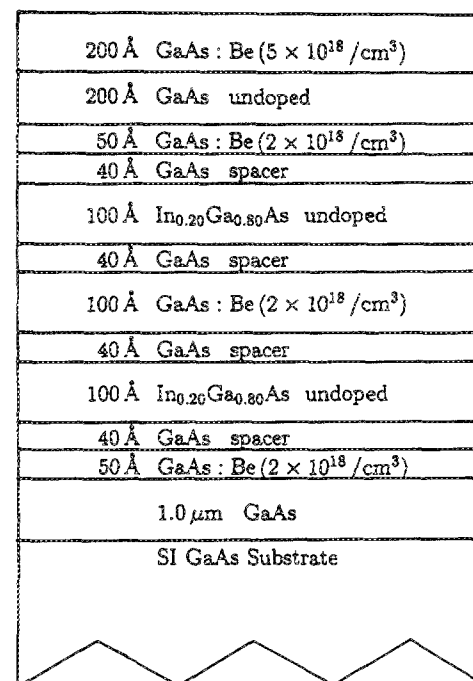 200 Å GaAs : Be (5 × 10¹⁸ /cm³)
200 Å GaAs undoped
50 Å GaAs : Be (2 × 10¹⁸ /cm³)
40 Å GaAs spacer
100 Å In₀.₂₀Ga₀.₈₀As undoped
40 Å GaAs spacer
100 Å GaAs : Be (2 × 10¹⁸ /cm³)
40 Å GaAs spacer
100 Å In₀.₂₀Ga₀.₈₀As undoped
40 Å GaAs spacer
50 Å GaAs : Be (2 × 10¹⁸ /cm³)
1.0 μm GaAs
SI GaAs Substrate